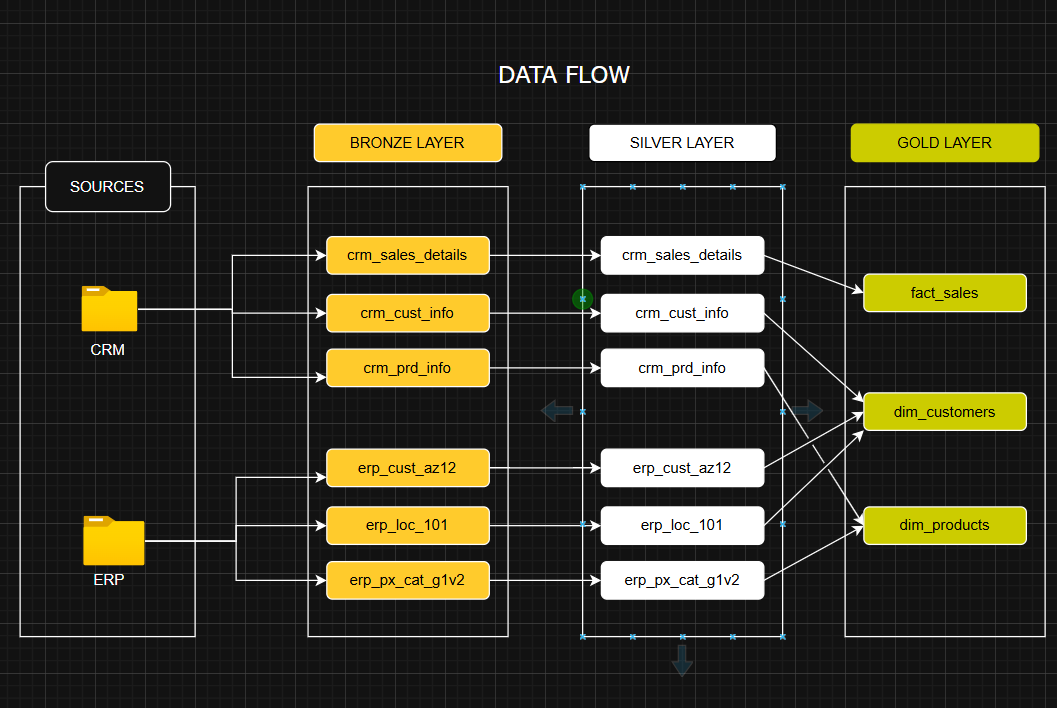 DATA FLOW
BRONZE LAYER
SILVER LAYER
GOLD LAYER
SOURCES
CRM
ERP
crm_sales_details
crm_cust_info
crm_prd_info
erp_cust_az12
erp_loc_101
erp_px_cat_g1v2
crm_sales_details
crm_cust_info
crm_prd_info
erp_cust_az12
erp_loc_101
erp_px_cat_g1v2
fact_sales
dim_customers
dim_products